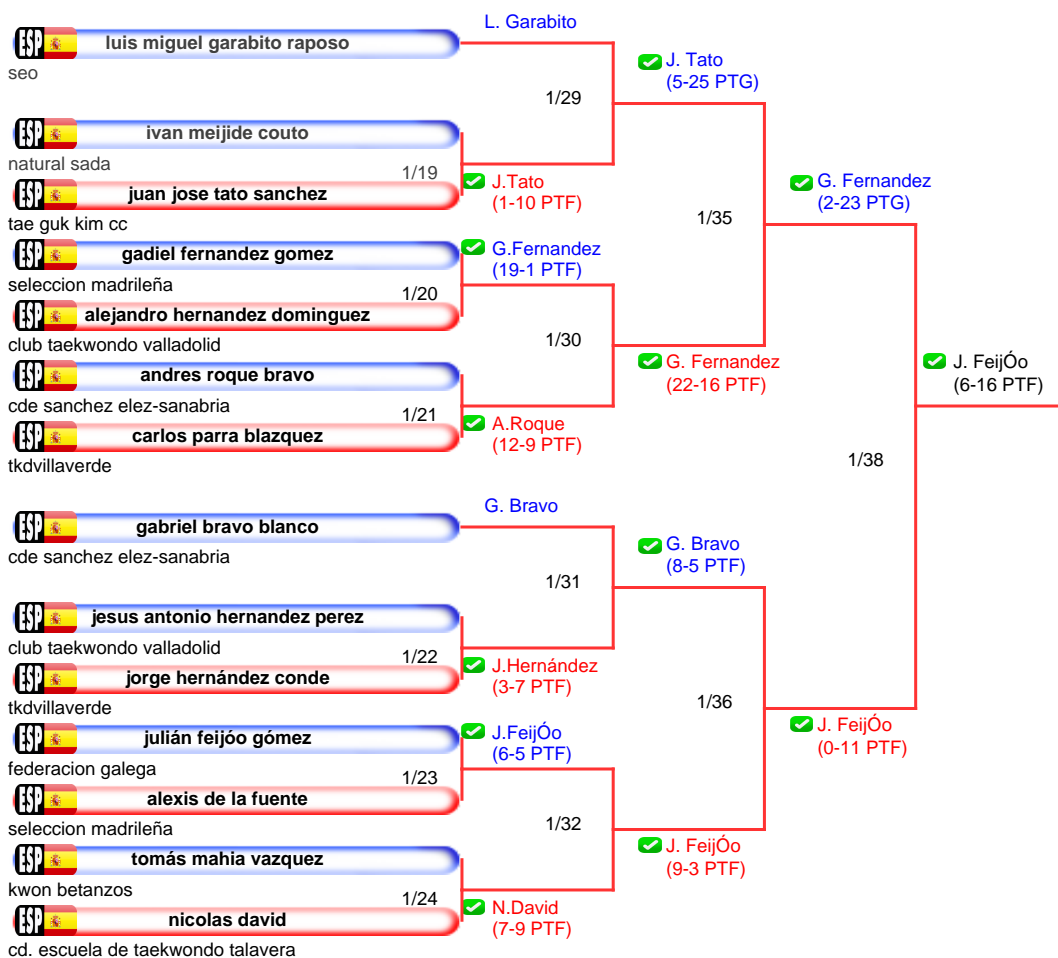 L. Garabito
ESP luis miguel garabito raposo
seo
J. Tato
(5-25 PTG)
1/29
ESP ivan meijide couto
natural sada
1/19
ESP juan jose tato sanchez
tae guk kim cc
J.Tato
(1-10 PTF)
G. Fernandez
(2-23 PTG)
1/35
ESP gadiel fernandez gomez
seleccion madrileña
G.Fernandez
(19-1 PTF)
1/20
ESP alejandro hernandez dominguez
club taekwondo valladolid
1/30
G. Fernandez
(22-16 PTF)
J. FeijÓo
(6-16 PTF)
ESP andres roque bravo
cde sanchez elez-sanabria
1/21
ESP carlos parra blazquez
tkdvillaverde
A.Roque
(12-9 PTF)
1/38
G. Bravo
ESP gabriel bravo blanco
cde sanchez elez-sanabria
G. Bravo
(8-5 PTF)
1/31
ESP jesus antonio hernandez perez
club taekwondo valladolid
1/22
ESP jorge hernández conde
tkdvillaverde
J.Hernández
(3-7 PTF)
1/36
ESP julián feijóo gómez
federacion galega
J.FeijÓo
(6-5 PTF)
J. FeijÓo
(0-11 PTF)
1/23
ESP alexis de la fuente
seleccion madrileña
1/32
J. FeijÓo
(9-3 PTF)
ESP tomás mahia vazquez
kwon betanzos
1/24
ESP nicolas david
cd. escuela de taekwondo talavera
N.David
(7-9 PTF)